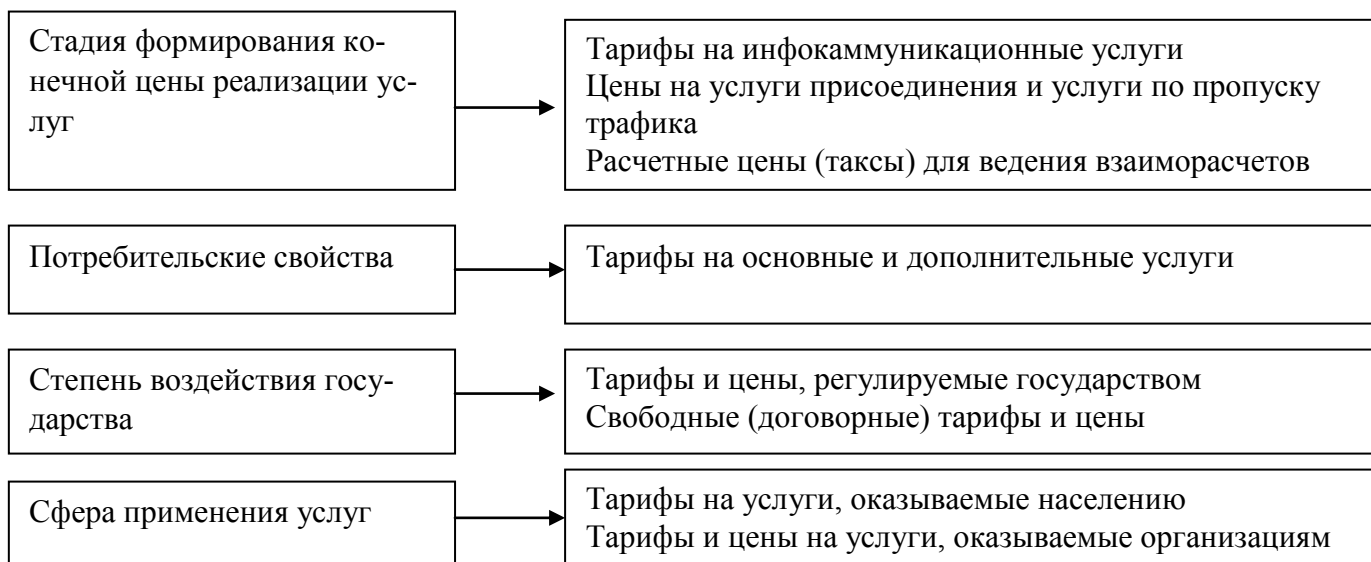 Стадия формирования ко-
нечной цены реализации ус-
луг
Тарифы на инфокаммуникационные услуги
Цены на услуги присоединения и услуги по пропуску
трафика
Расчетные цены (таксы) для ведения взаиморасчетов
Потребительские свойства
Тарифы на основные и дополнительные услуги
Степень воздействия госу-
дарства
Тарифы и цены, регулируемые государством
Свободные (договорные) тарифы и цены
Сфера применения услуг
Тарифы на услуги, оказываемые населению
Тарифы и цены на услуги, оказываемые организациям